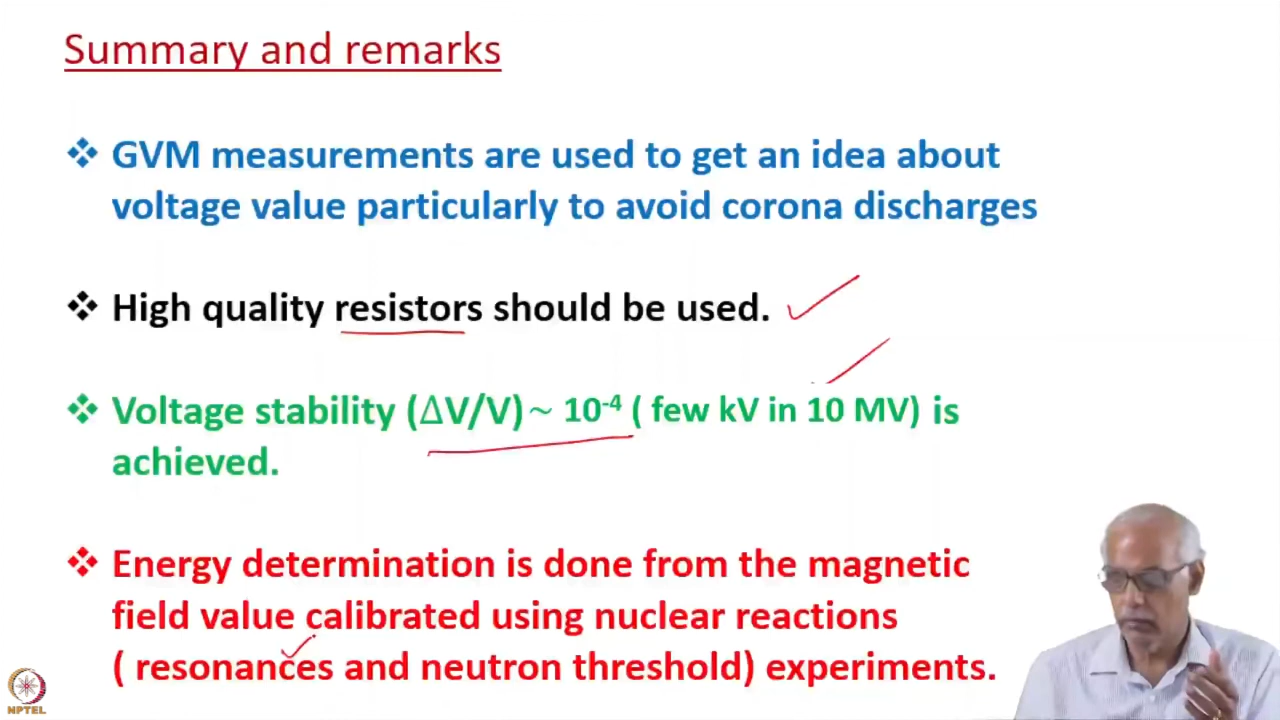 Summary and remarks
❖ GVM measurements are used to get an idea about
voltage value particularly to avoid corona discharges
❖ High quality resistors should be used.
❖ Voltage stability (ΔV/V)~ 10⁻⁴ ( few kV in 10 MV) is
achieved.
❖ Energy determination is done from the magnetic
field value calibrated using nuclear reactions
( resonances and neutron threshold) experiments.
NPTEL